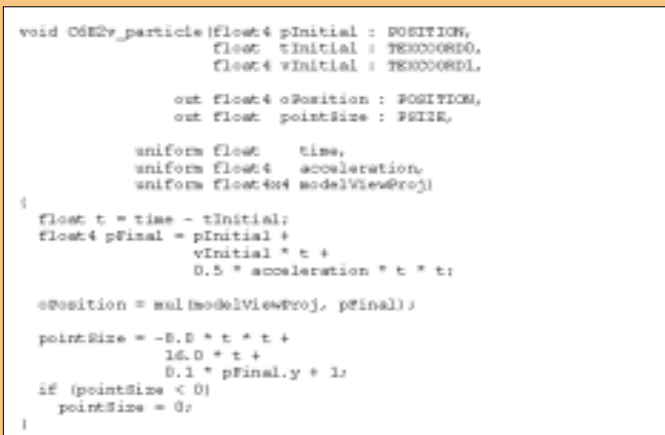 void C6E2v_particle(float4 pInitial : POSITION,
float tInitial : TEXCOORD0,
float4 vInitial : TEXCOORD1,
out float4 oPosition : POSITION,
out float pointSize : PSIZE,
uniform float time,
uniform float4 acceleration,
uniform float4x4 modelViewProj)
{
float t = time - tInitial;
float4 pFinal = pInitial +
vInitial * t +
0.5 * acceleration * t * t;
oPosition = mul(modelViewProj, pFinal);
pointSize = -8.0 * t * t +
16.0 * t +
0.1 * pFinal.y + 1;
if (pointSize < 0)
pointSize = 0;
}